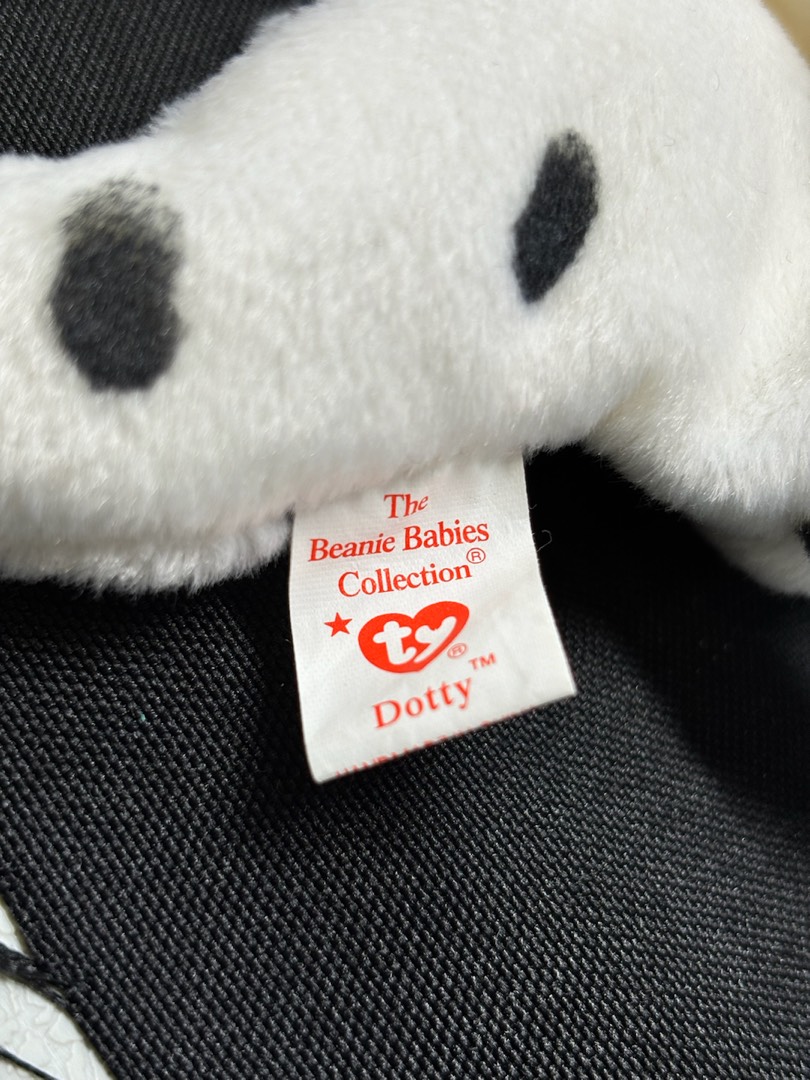 The
Beanie Babies
Collection®
★ ty®
Dotty™